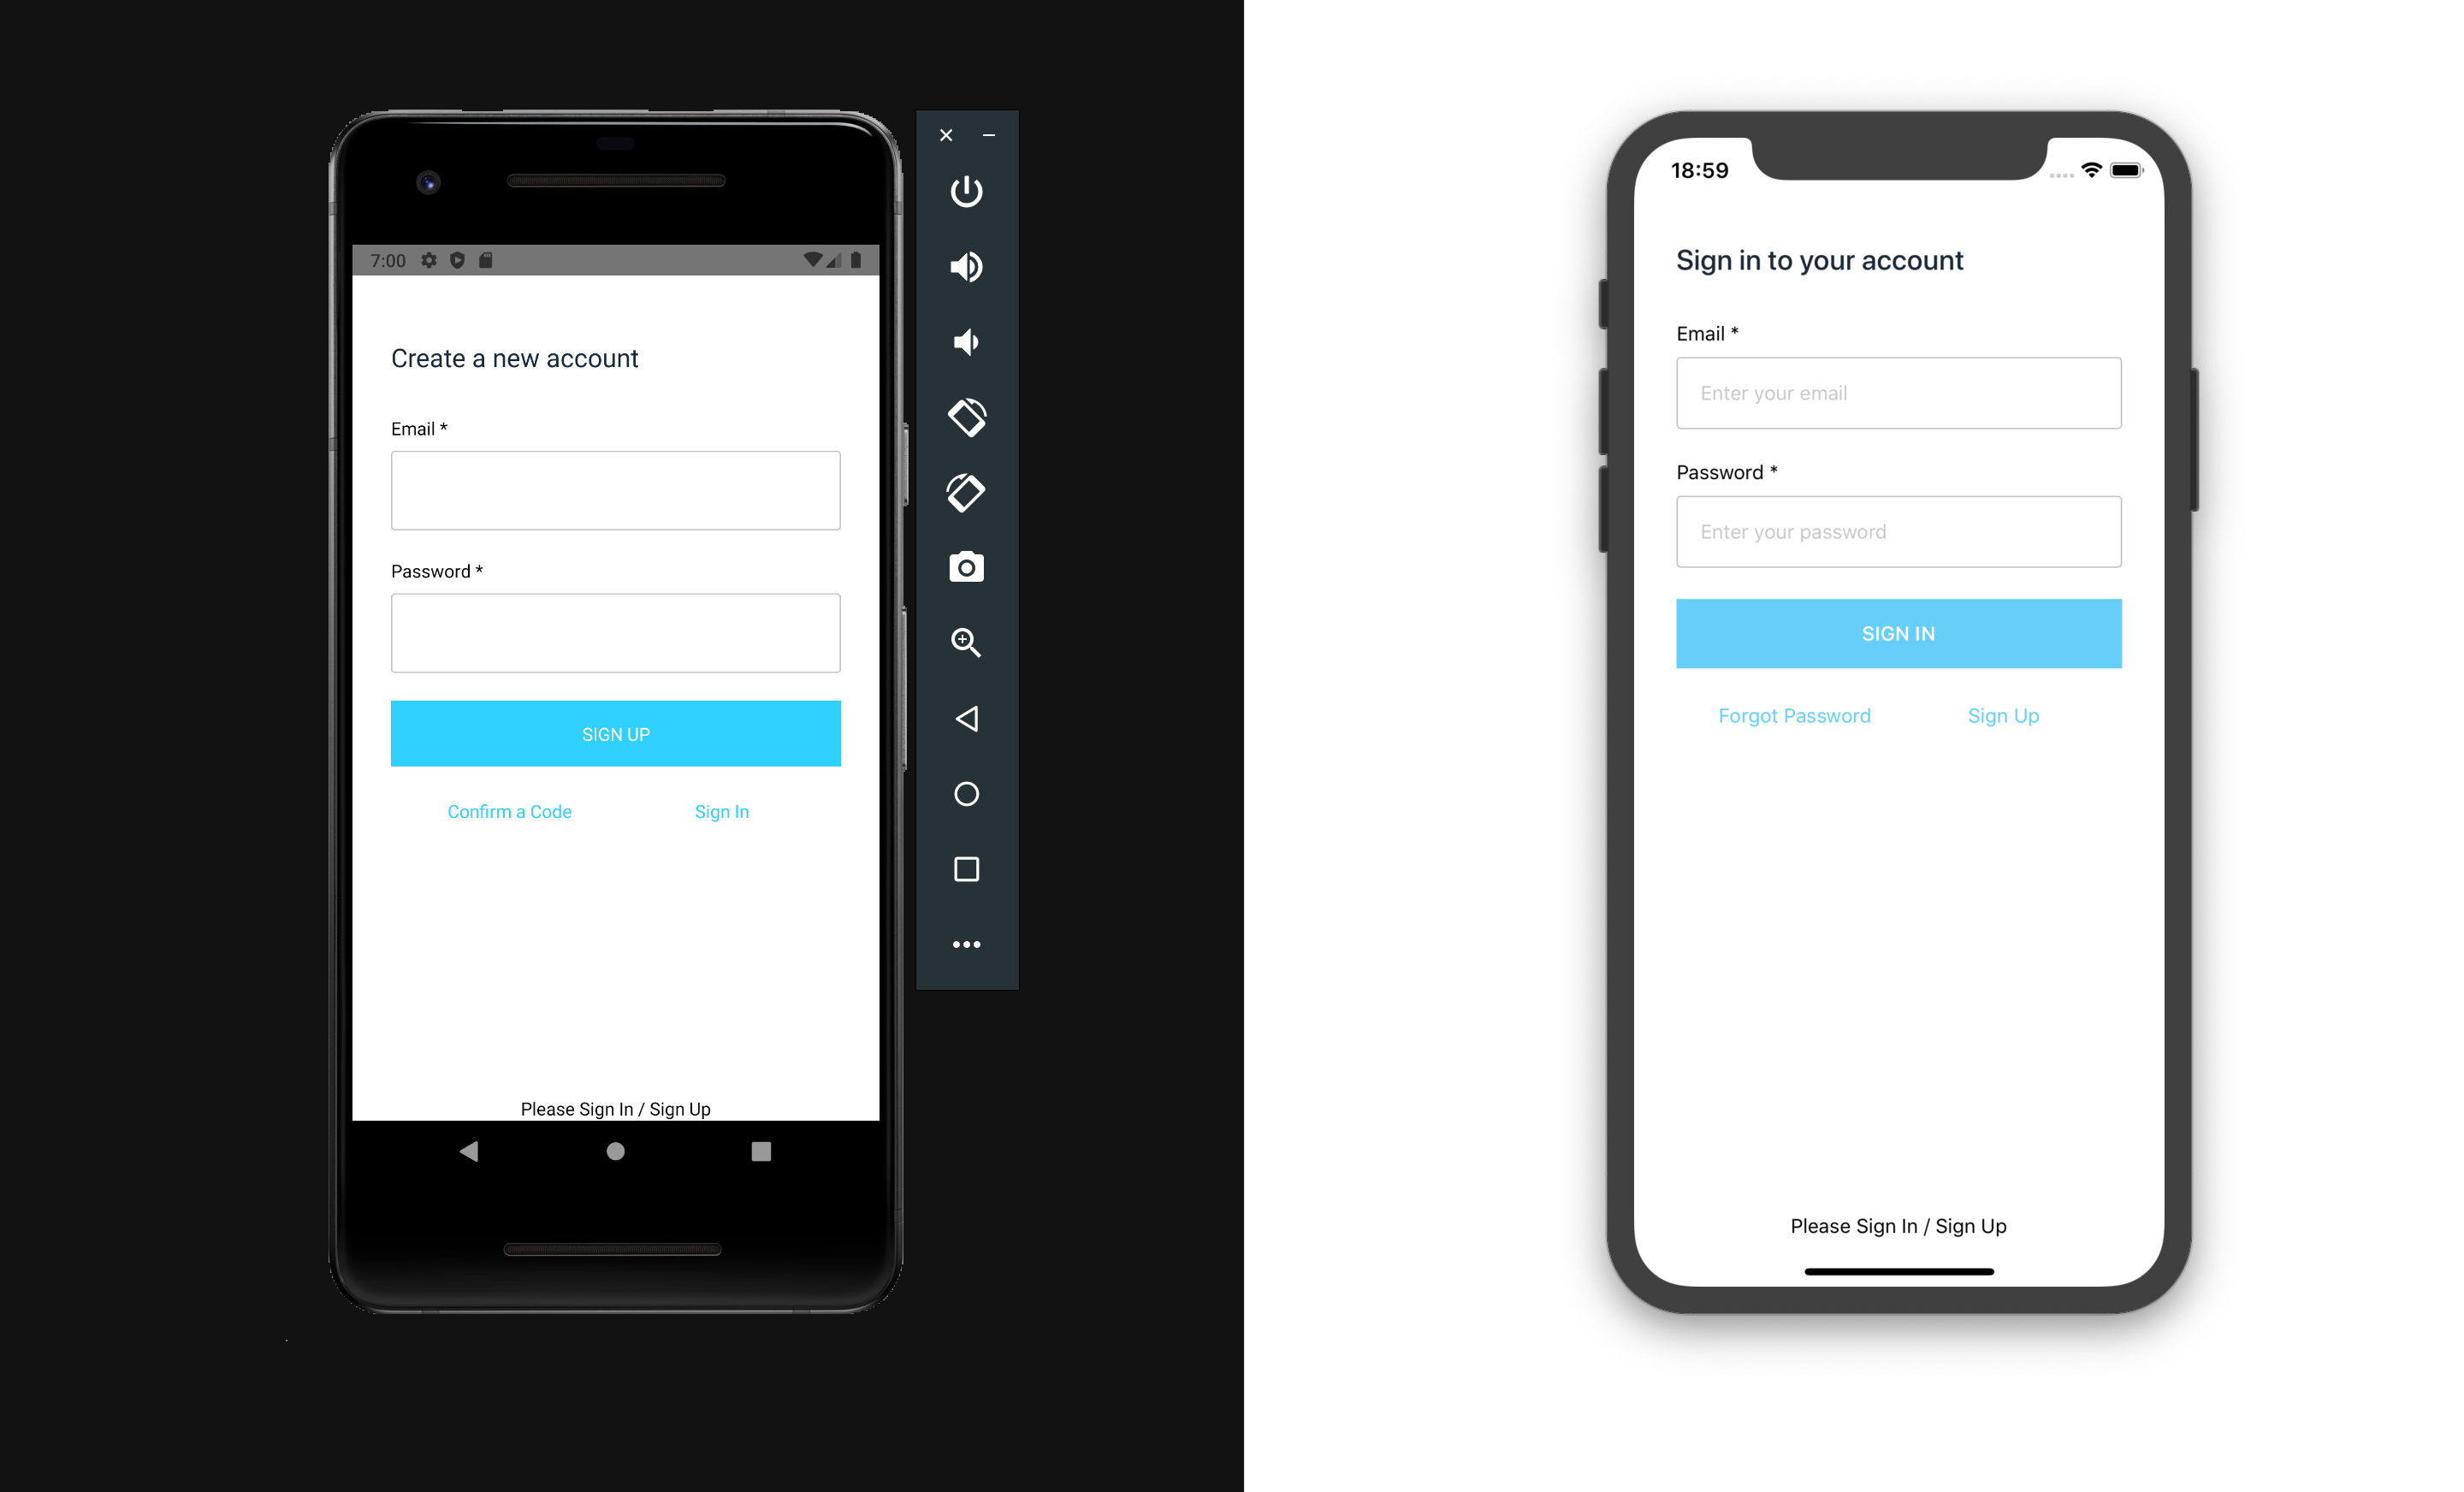 7:00
Create a new account
Email *
Password *
SIGN UP
Confirm a Code
Sign In
Please Sign In / Sign Up
18:59
Sign in to your account
Email *
Enter your email
Password *
Enter your password
SIGN IN
Forgot Password
Sign Up
Please Sign In / Sign Up